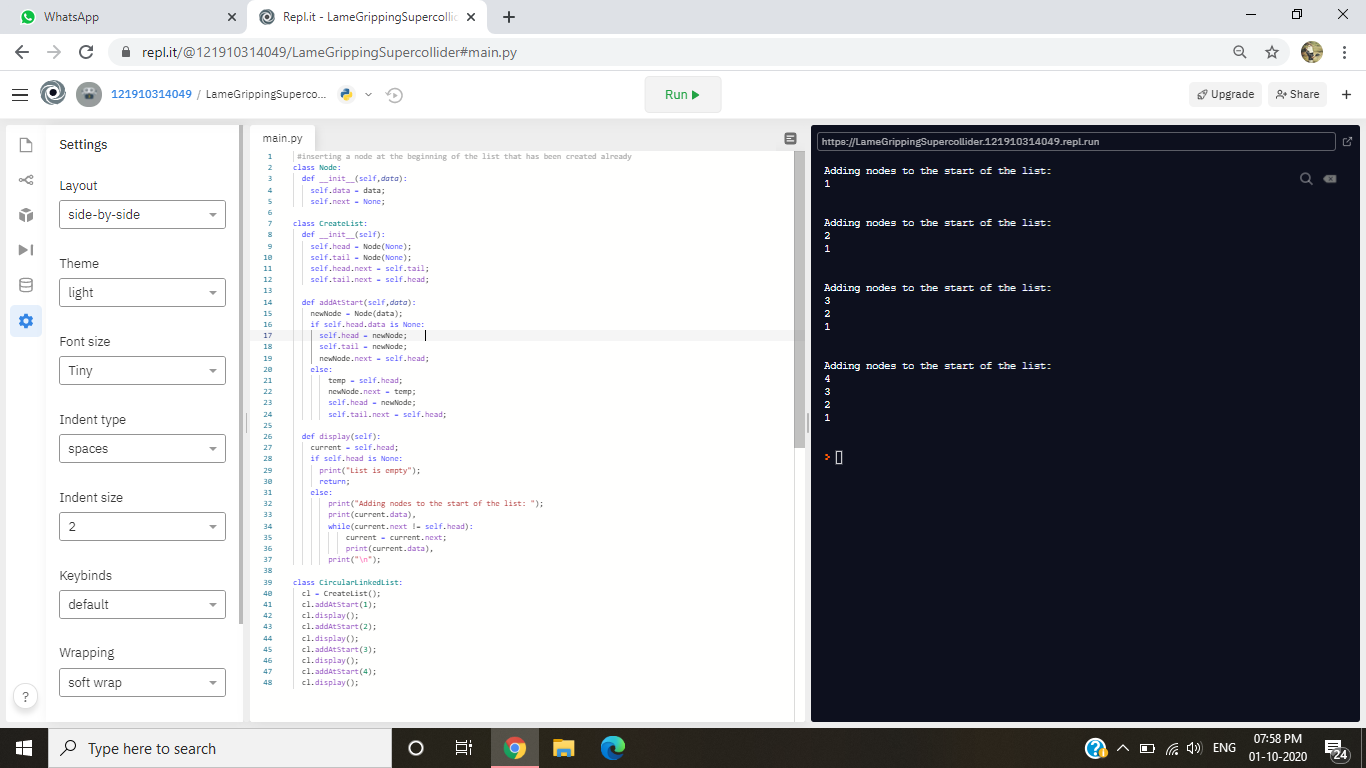 WhatsApp
Repl.it - LameGrippingSupercollid
repl.it/@121910314049/LameGrippingSupercollider#main.py
121910314049 / LameGrippingSuperco...
Run
Upgrade
Share
Settings
Layout
side-by-side
Theme
light
Font size
Tiny
Indent type
spaces
Indent size
2
Keybinds
default
Wrapping
soft wrap
?
main.py
1 #inserting a node at the beginning of the list that has been created already
2 class Node:
3 def __init__(self,data):
4 self.data = data;
5 self.next = None;
6
7 class CreateList:
8 def __init__(self):
9 self.head = Node(None);
10 self.tail = Node(None);
11 self.head.next = self.tail;
12 self.tail.next = self.head;
13
14 def addAtStart(self,data):
15 newNode = Node(data);
16 if self.head.data is None:
17 self.head = newNode;
18 self.tail = newNode;
19 newNode.next = self.head;
20 else:
21 temp = self.head;
22 newNode.next = temp;
23 self.head = newNode;
24 self.tail.next = self.head;
25
26 def display(self):
27 current = self.head;
28 if self.head is None:
29 print("List is empty");
30 return;
31 else:
32 print("Adding nodes to the start of the list: ");
33 print(current.data),
34 while(current.next != self.head):
35 current = current.next;
36 print(current.data),
37 print("\n");
38
39 class CircularLinkedList:
40 cl = CreateList();
41 cl.addAtStart(1);
42 cl.display();
43 cl.addAtStart(2);
44 cl.display();
45 cl.addAtStart(3);
46 cl.display();
47 cl.addAtStart(4);
48 cl.display();
https://LameGrippingSupercollider.121910314049.repl.run
Adding nodes to the start of the list:
1
Adding nodes to the start of the list:
2
1
Adding nodes to the start of the list:
3
2
1
Adding nodes to the start of the list:
4
3
2
1
>
Type here to search
ENG
07:58 PM
01-10-2020
24